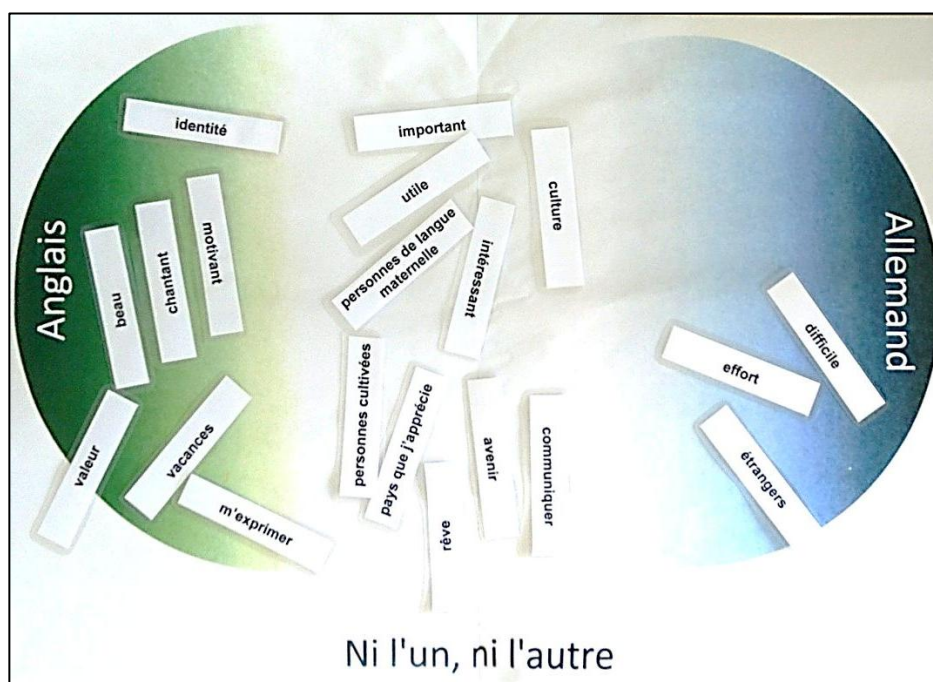 Anglais
identité
beau
chantant
motivant
valeur
vacances
m'exprimer
important
utile
personnes de langue
maternelle
intéressant
culture
personnes cultivées
pays que j'apprécie
rêve
avenir
communiquer
Allemand
difficile
effort
étrangers
Ni l'un, ni l'autre